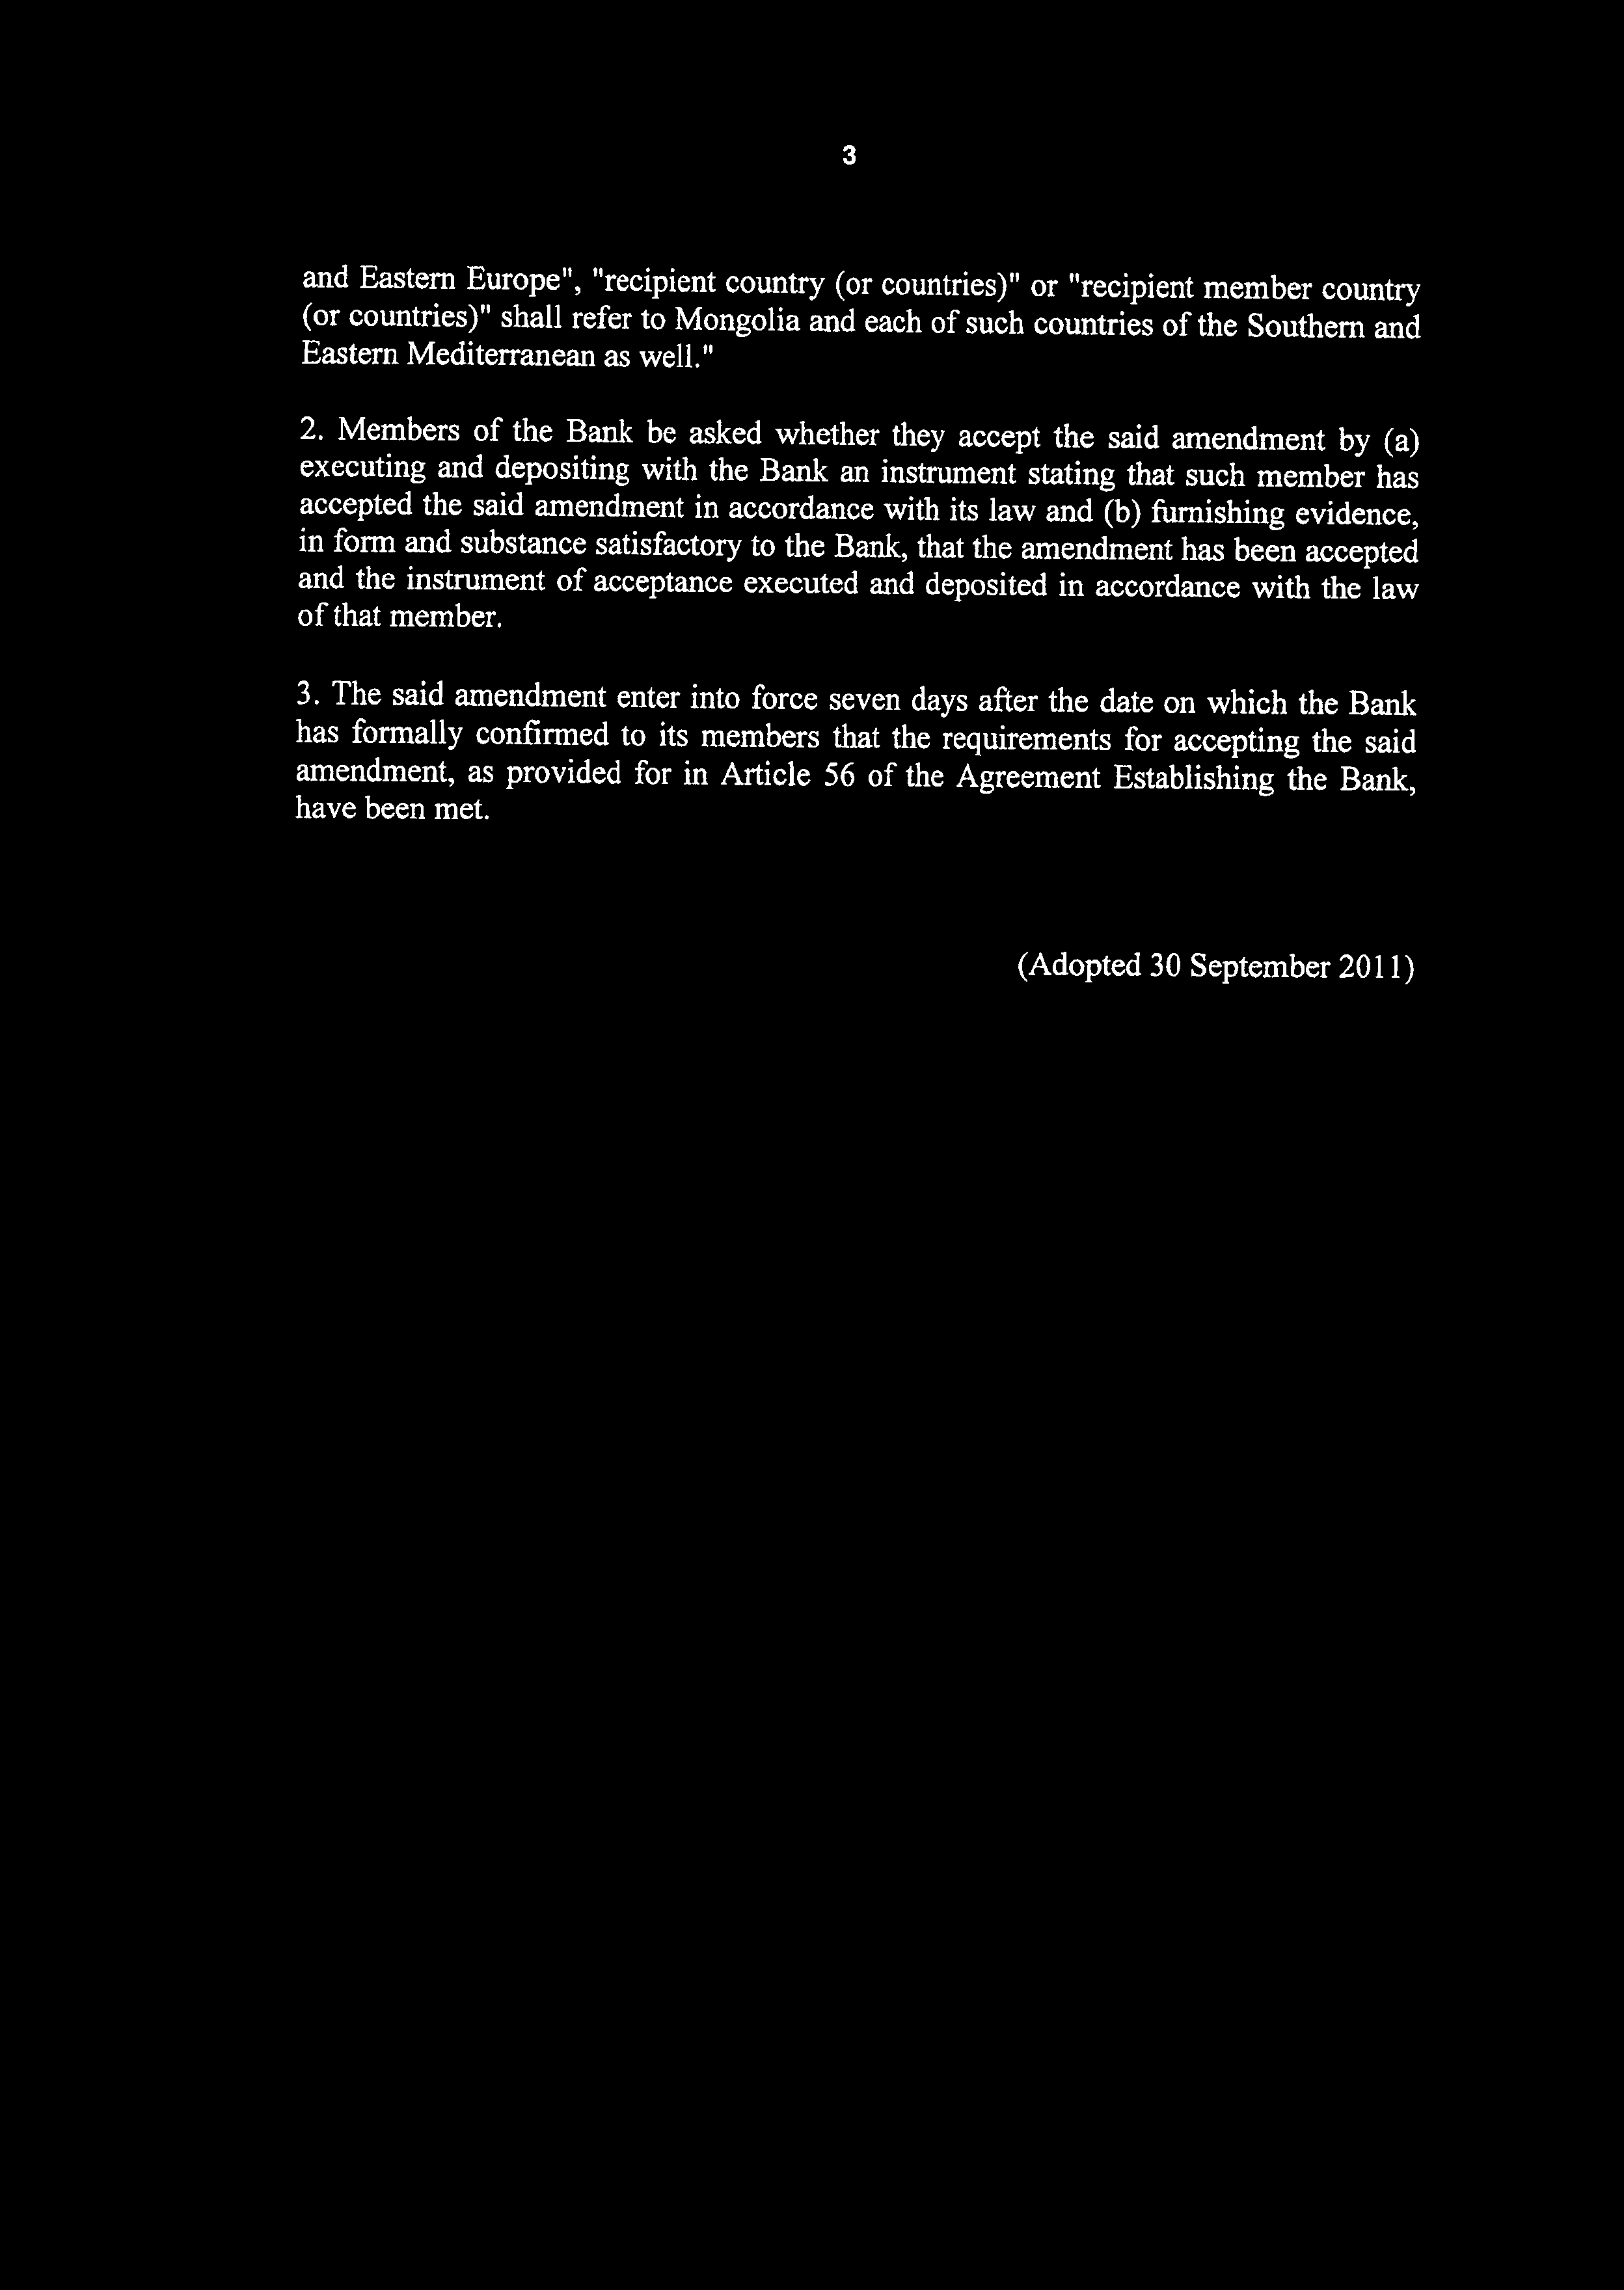 3
and Eastern Europe", "recipient country (or countries)" or "recipient member country
(or countries)" shall refer to Mongolia and each of such countries of the Southern and
Eastern Mediterranean as well."
2. Members of the Bank be asked whether they accept the said amendment by (a)
executing and depositing with the Bank an instrument stating that such member has
accepted the said amendment in accordance with its law and (b) furnishing evidence,
in form and substance satisfactory to the Bank, that the amendment has been accepted
and the instrument of acceptance executed and deposited in accordance with the law
of that member.
3. The said amendment enter into force seven days after the date on which the Bank
has formally confirmed to its members that the requirements for accepting the said
amendment, as provided for in Article 56 of the Agreement Establishing the Bank,
have been met.
(Adopted 30 September 2011)